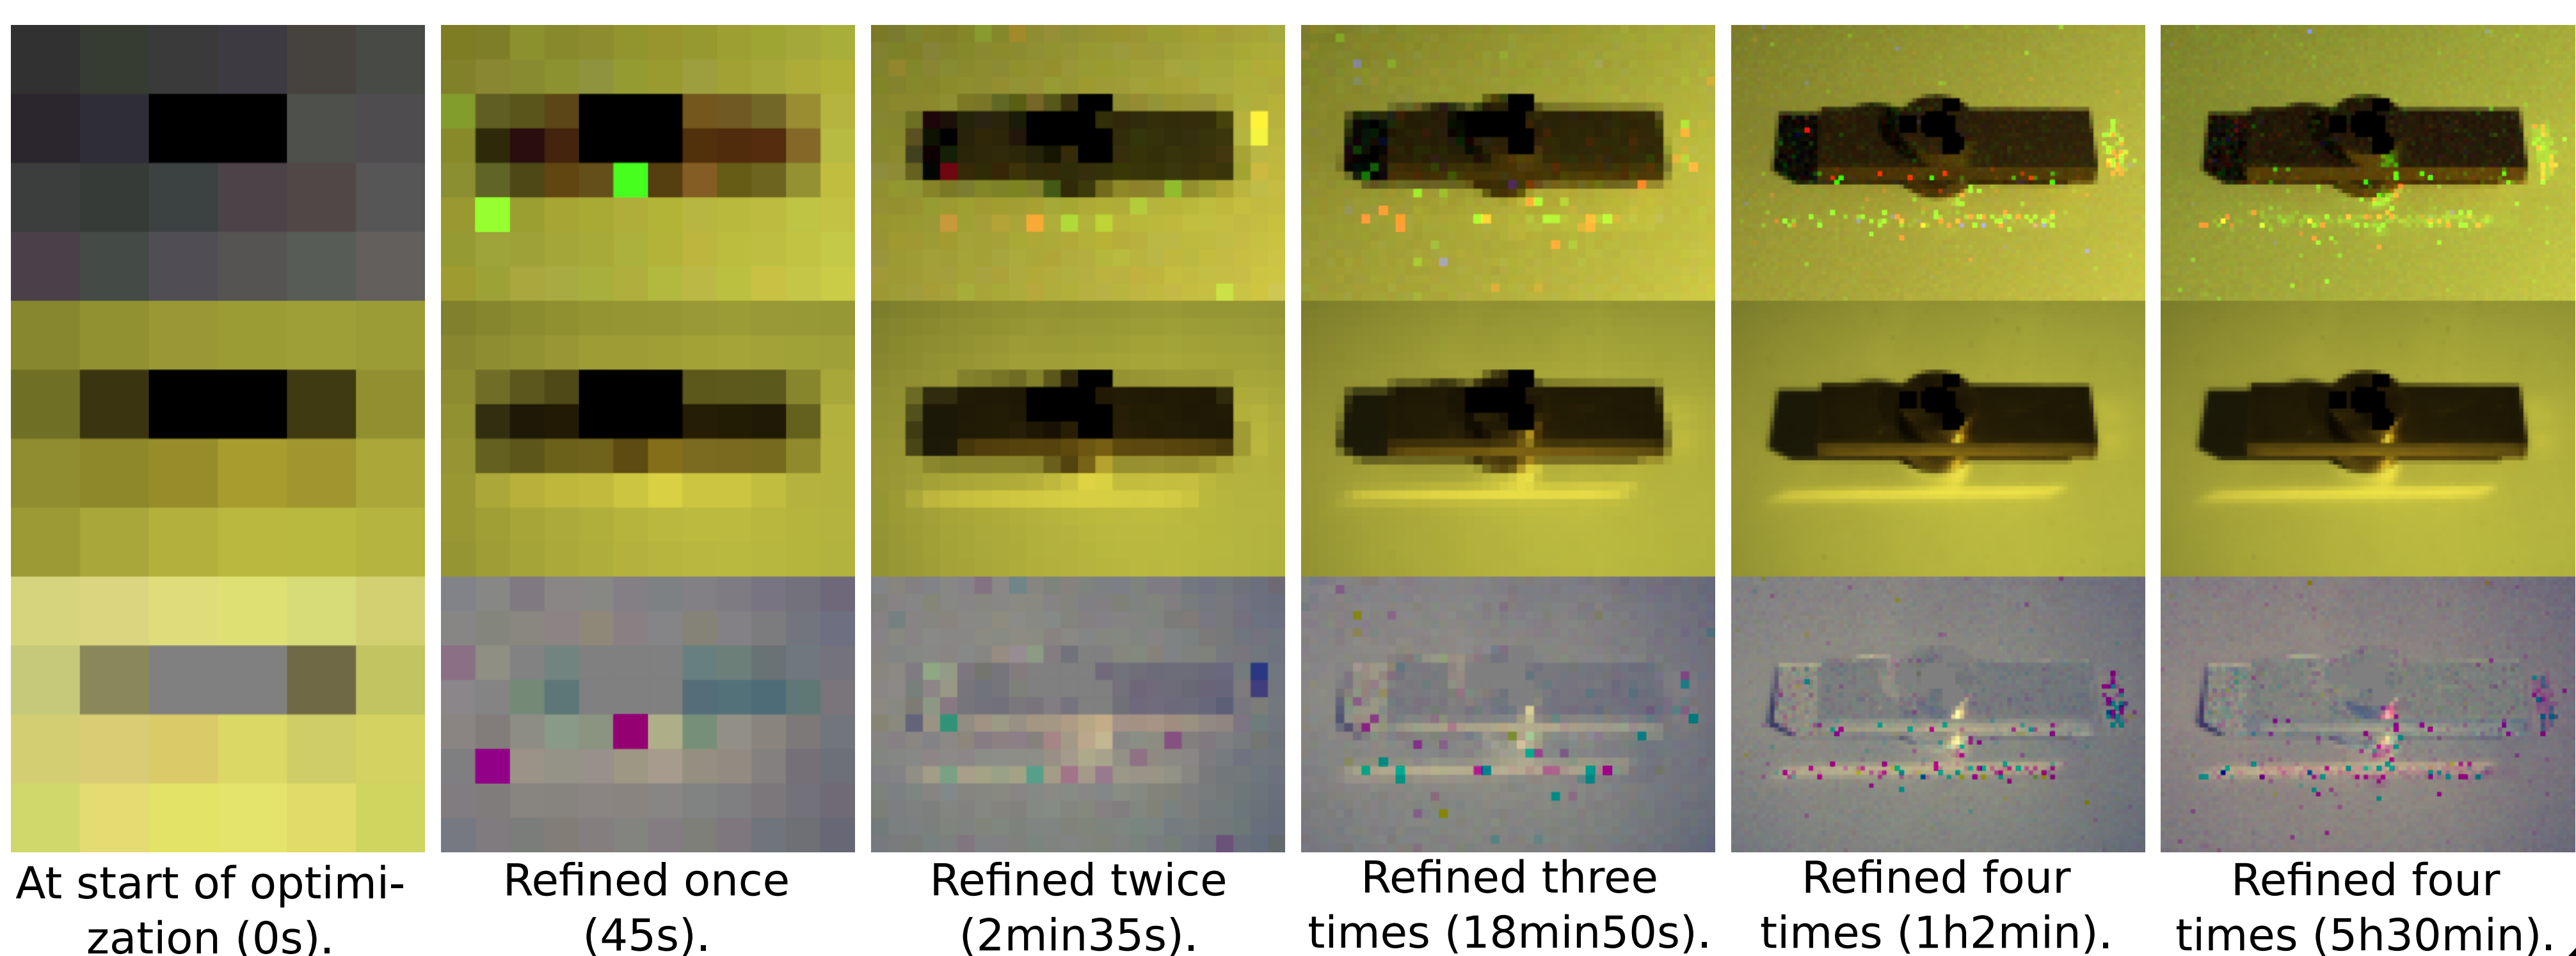 At start of optimi-
zation (0s).
Refined once
(45s).
Refined twice
(2min35s).
Refined three
times (18min50s).
Refined four
times (1h2min).
Refined four
times (5h30min).